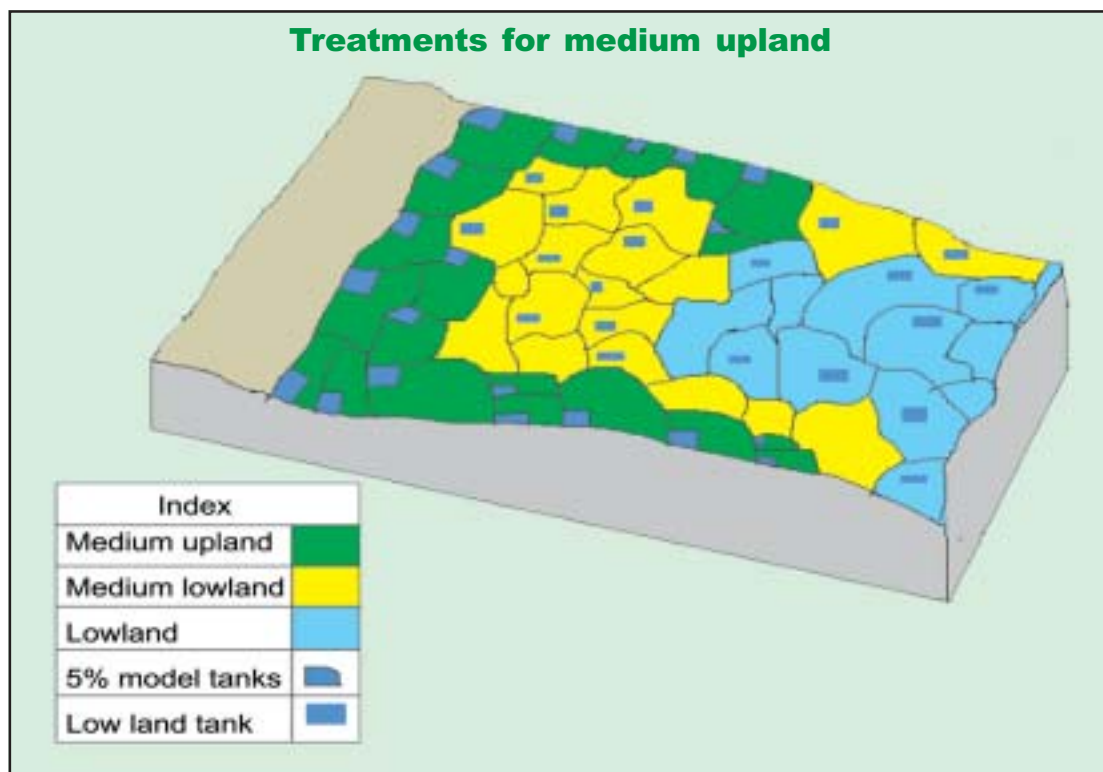 Treatments for medium upland
Index
Medium upland
Medium lowland
Lowland
5% model tanks
Low land tank